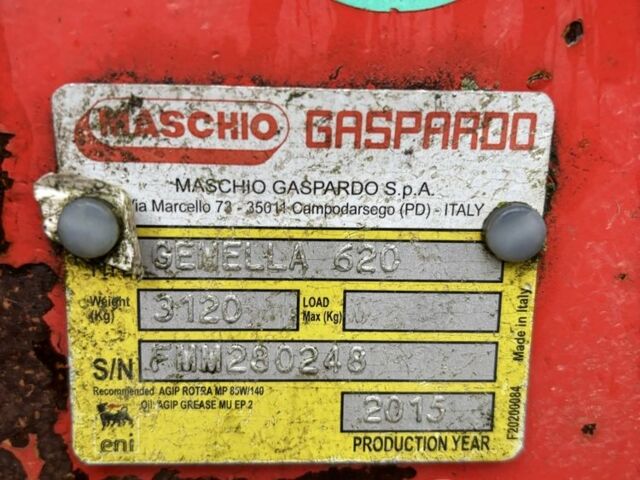 MASCHIO GASPARDO
MASCHIO GASPARDO S.p.A.
Via Marcello 73 - 35011 Campodarsego (PD) - ITALY
GEMELLA 620
Weight (Kg) 3120 LOAD Max (Kg)
S/N FMM280248
Recommended AGIP ROTRA MP 85W/140
Oil: AGIP GREASE MU EP 2
eni
2015
PRODUCTION YEAR
F20200084 Made in Italy